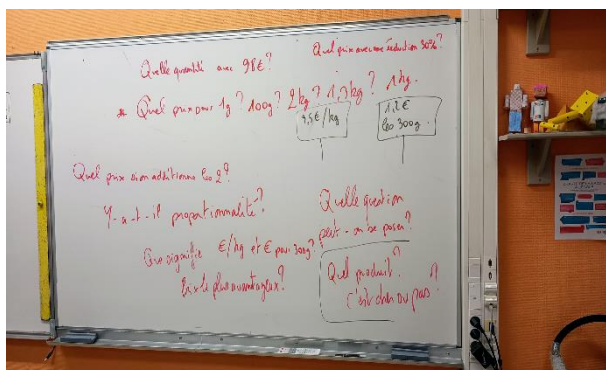 Quelle quantité avec 98€?
Quel prix avec une réduction 30%?
* Quel prix pour 1g? 100g? 2kg? 1,3kg? 1kg.
4,5€/kg
1,2€
les 300g.
Quel prix si on additionne les 2?
Y-a-t-il proportionnalité?
Quelle question
peut-on se poser?
Que signifie €/kg et € pour 300g?
Est le plus avantageux?
Quel produit?
C'est cher ou pas?